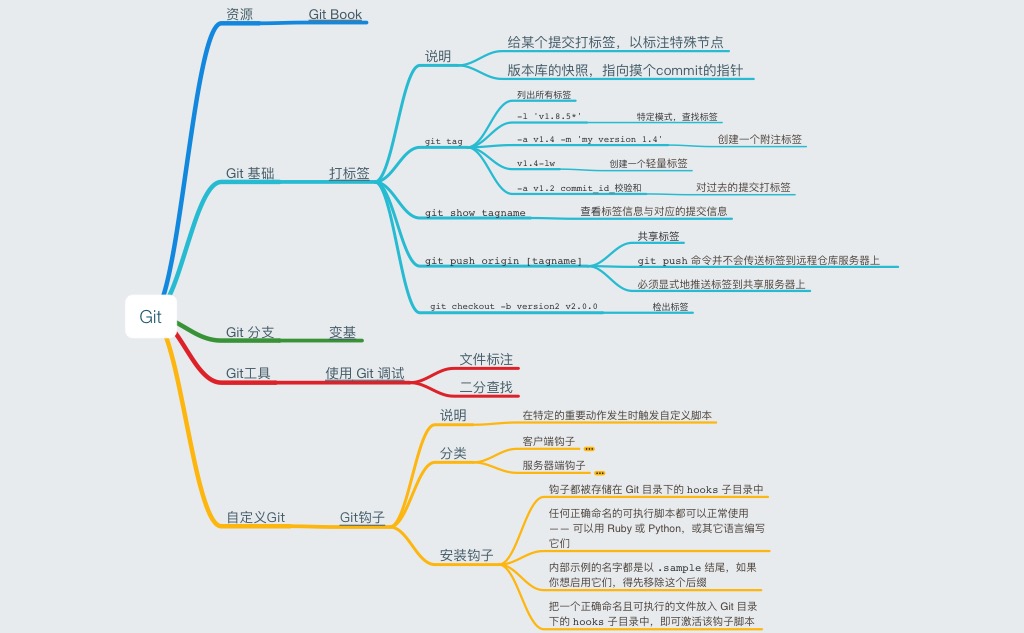 资源
Git Book
给某个提交打标签，以标注特殊节点
说明
版本库的快照，指向摸个commit的指针
列出所有标签
-l 'v1.8.5*'
特定模式，查找标签
git tag
-a v1.4 -m 'my version 1.4'
创建一个附注标签
v1.4-lw
创建一个轻量标签
Git 基础
打标签
-a v1.2 commit_id_校验和
对过去的提交打标签
git show tagname
查看标签信息与对应的提交信息
共享标签
git push origin [tagname]
git push 命令并不会传送标签到远程仓库服务器上
必须显式地推送标签到共享服务器上
git checkout -b version2 v2.0.0
检出标签
Git
Git 分支
变基
文件标注
Git工具
使用 Git 调试
二分查找
说明
在特定的重要动作发生时触发自定义脚本
客户端钩子
分类
服务器端钩子
钩子都被存储在 Git 目录下的 hooks 子目录中
自定义Git
Git钩子
任何正确命名的可执行脚本都可以正常使用
—— 可以用 Ruby 或 Python，或其它语言编写
它们
安装钩子
内部示例的名字都是以 .sample 结尾，如果
你想启用它们，得先移除这个后缀
把一个正确命名且可执行的文件放入 Git 目录
下的 hooks 子目录中，即可激活该钩子脚本